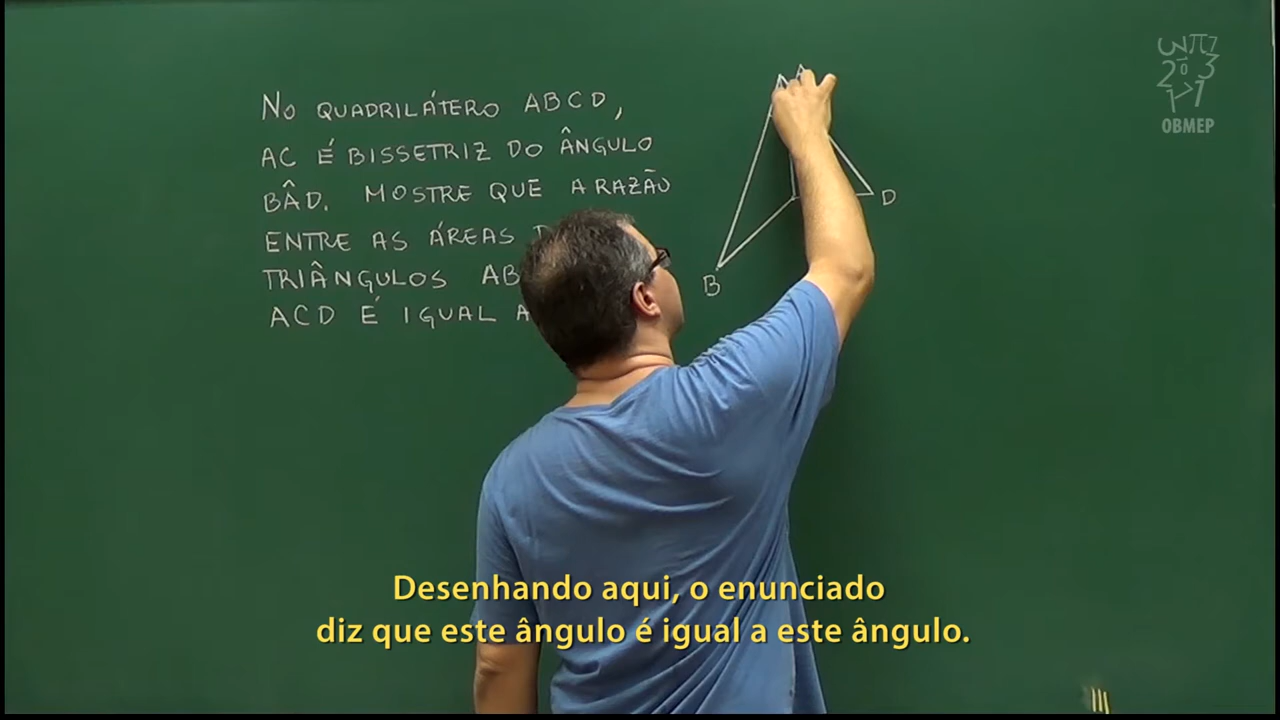 NO QUADRILÁTERO ABCD,
AC É BISSETRIZ DO ÂNGULO
BÂD. MOSTRE QUE A RAZÃO
ENTRE AS ÁREAS
TRIÂNGULOS AB
ACD É IGUAL A
A
B
D
OBMEP
Desenhando aqui, o enunciado
diz que este ângulo é igual a este ângulo.